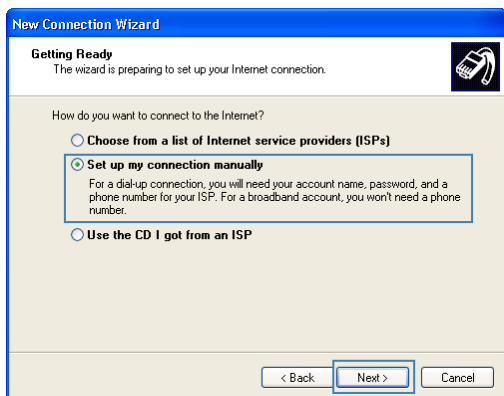 New Connection Wizard
Getting Ready
The wizard is preparing to set up your Internet connection.
How do you want to connect to the Internet?
Choose from a list of Internet service providers (ISPs)
Set up my connection manually
For a dial-up connection, you will need your account name, password, and a
phone number for your ISP. For a broadband account, you won't need a phone
number.
Use the CD I got from an ISP
< Back Next > Cancel